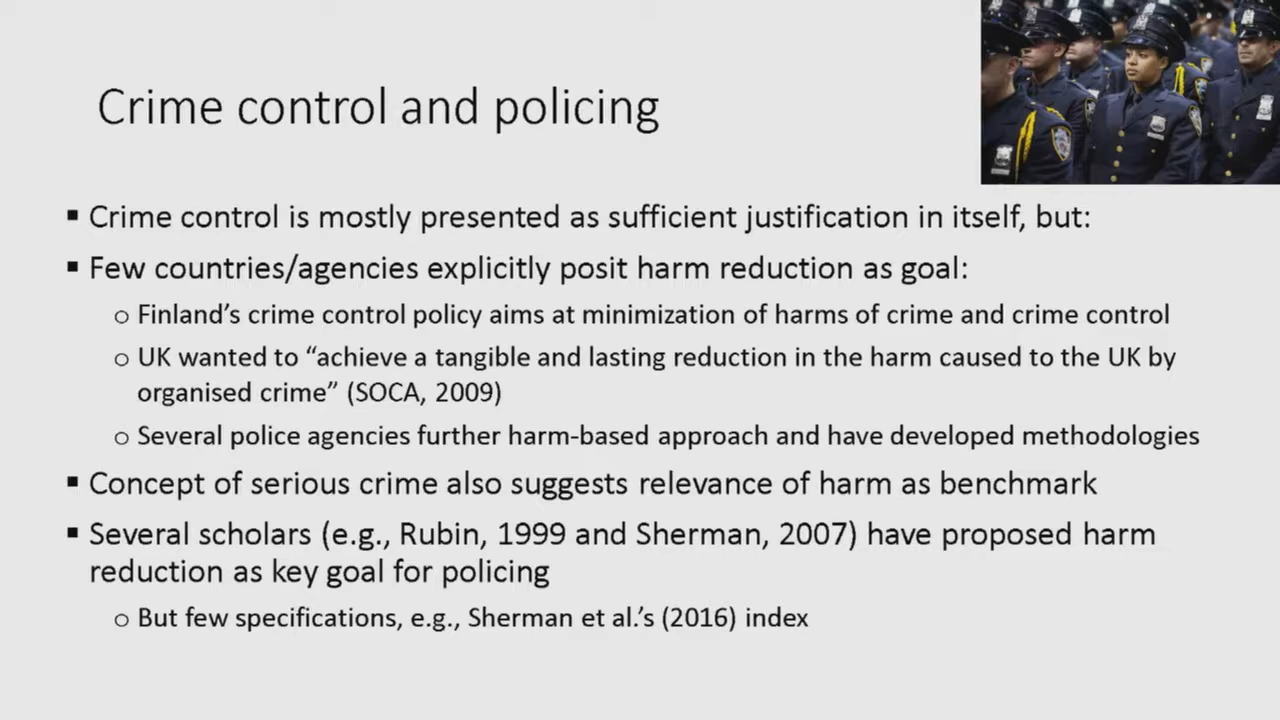 Crime control and policing
▪ Crime control is mostly presented as sufficient justification in itself, but:
▪ Few countries/agencies explicitly posit harm reduction as goal:
o Finland’s crime control policy aims at minimization of harms of crime and crime control
o UK wanted to “achieve a tangible and lasting reduction in the harm caused to the UK by
organised crime” (SOCA, 2009)
o Several police agencies further harm-based approach and have developed methodologies
▪ Concept of serious crime also suggests relevance of harm as benchmark
▪ Several scholars (e.g., Rubin, 1999 and Sherman, 2007) have proposed harm
reduction as key goal for policing
o But few specifications, e.g., Sherman et al.’s (2016) index